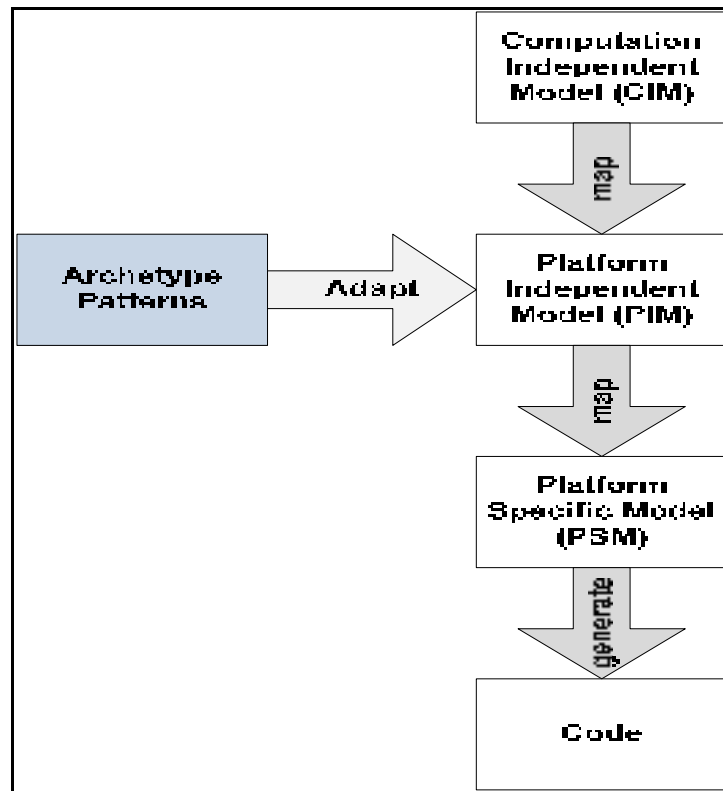 Computation
Independent
Model (CIM)
map
Archetype
Patterns
Adapt
Platform
Independent
Model (PIM)
map
Platform
Specific Model
(PSM)
generate
Code